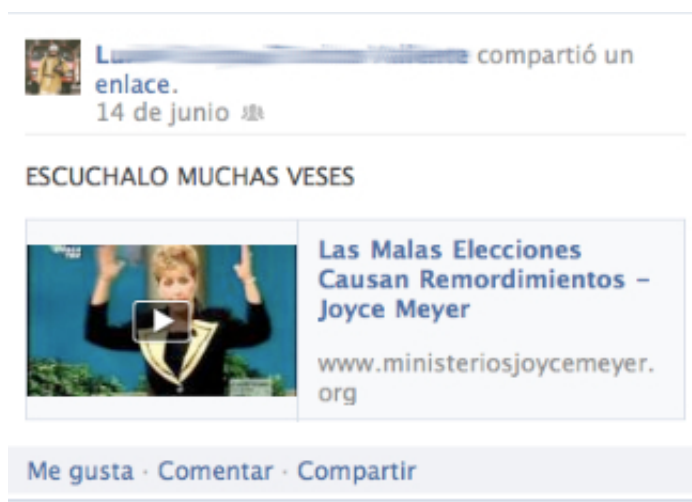 compartió un
enlace.
14 de junio
ESCUCHALO MUCHAS VESES
Las Malas Elecciones
Causan Remordimientos –
Joyce Meyer
www.ministeriosjoycemeyer.
org
Me gusta · Comentar · Compartir